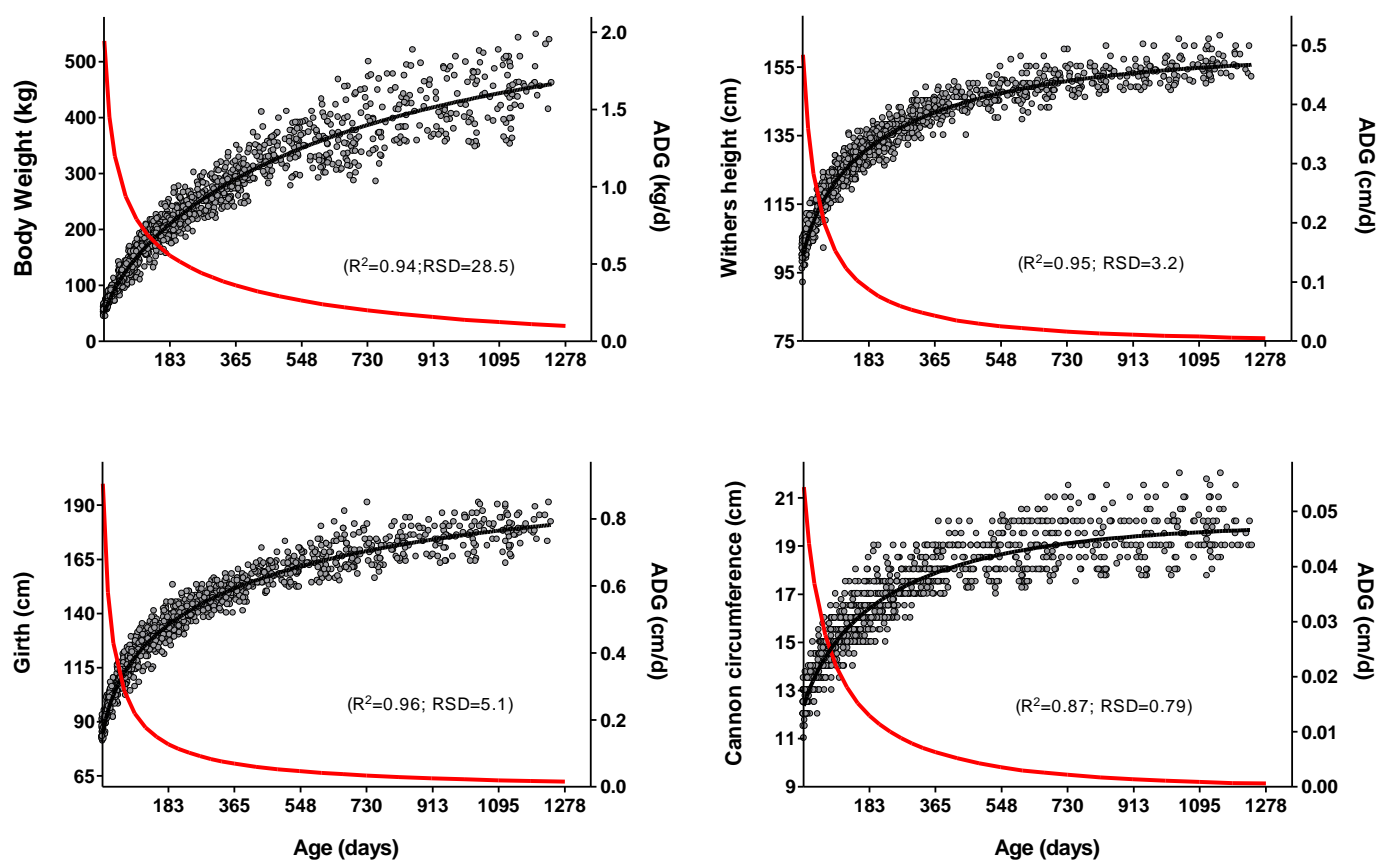 Body Weight (kg)
500
400
300
200
100
0
2.0
1.5
1.0
0.5
0.0
ADG (kg/d)
(R²=0.94;RSD=28.5)
183 365 548 730 913 1095 1278
Withers height (cm)
155
135
115
95
75
0.5
0.4
0.3
0.2
0.1
0.0
ADG (cm/d)
(R²=0.95; RSD=3.2)
183 365 548 730 913 1095 1278
Girth (cm)
190
165
140
115
90
65
0.8
0.6
0.4
0.2
0.0
ADG (cm/d)
(R²=0.96; RSD=5.1)
183 365 548 730 913 1095 1278
Age (days)
Cannon circumference (cm)
21
19
17
15
13
11
9
0.05
0.04
0.03
0.02
0.01
0.00
ADG (cm/d)
(R²=0.87; RSD=0.79)
183 365 548 730 913 1095 1278
Age (days)